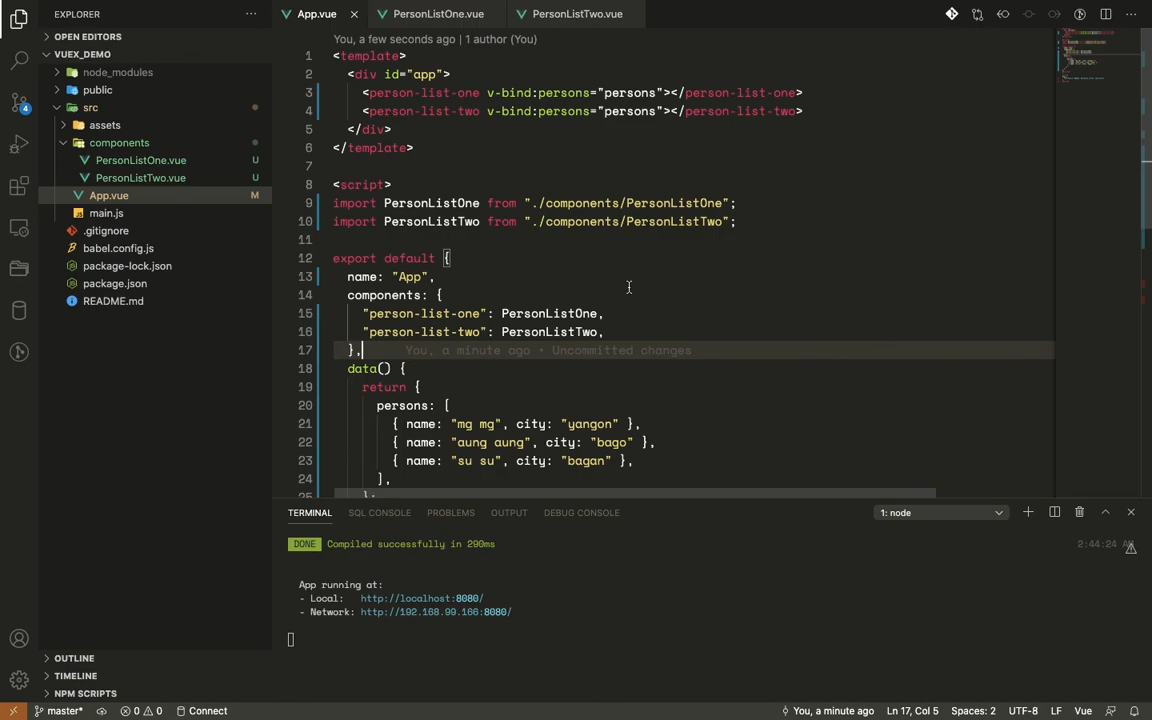 EXPLORER
OPEN EDITORS
VUEX_DEMO
node_modules
public
src
assets
components
PersonListOne.vue U
PersonListTwo.vue U
App.vue M
main.js
.gitignore
babel.config.js
package-lock.json
package.json
README.md
OUTLINE
TIMELINE
NPM SCRIPTS
4
App.vue PersonListOne.vue PersonListTwo.vue
You, a few seconds ago | 1 author (You)
1 <template>
2 <div id="app">
3 <person-list-one v-bind:persons="persons"></person-list-one>
4 <person-list-two v-bind:persons="persons"></person-list-two>
5 </div>
6 </template>
7
8 <script>
9 import PersonListOne from "./components/PersonListOne";
10 import PersonListTwo from "./components/PersonListTwo";
11
12 export default {
13 name: "App",
14 components: {
15 "person-list-one": PersonListOne,
16 "person-list-two": PersonListTwo,
17 }, You, a minute ago • Uncommitted changes
18 data() {
19 return {
20 persons: [
21 { name: "mg mg", city: "yangon" },
22 { name: "aung aung", city: "bago" },
23 { name: "su su", city: "bagan" },
24 ],
25 };
TERMINAL SQL CONSOLE PROBLEMS OUTPUT DEBUG CONSOLE 1: node
DONE Compiled successfully in 290ms 2:44:24
App running at:
- Local: http://localhost:8080/
- Network: http://192.168.99.166:8080/
master* 0 0 Connect You, a minute ago Ln 17, Col 5 Spaces: 2 UTF-8 LF Vue